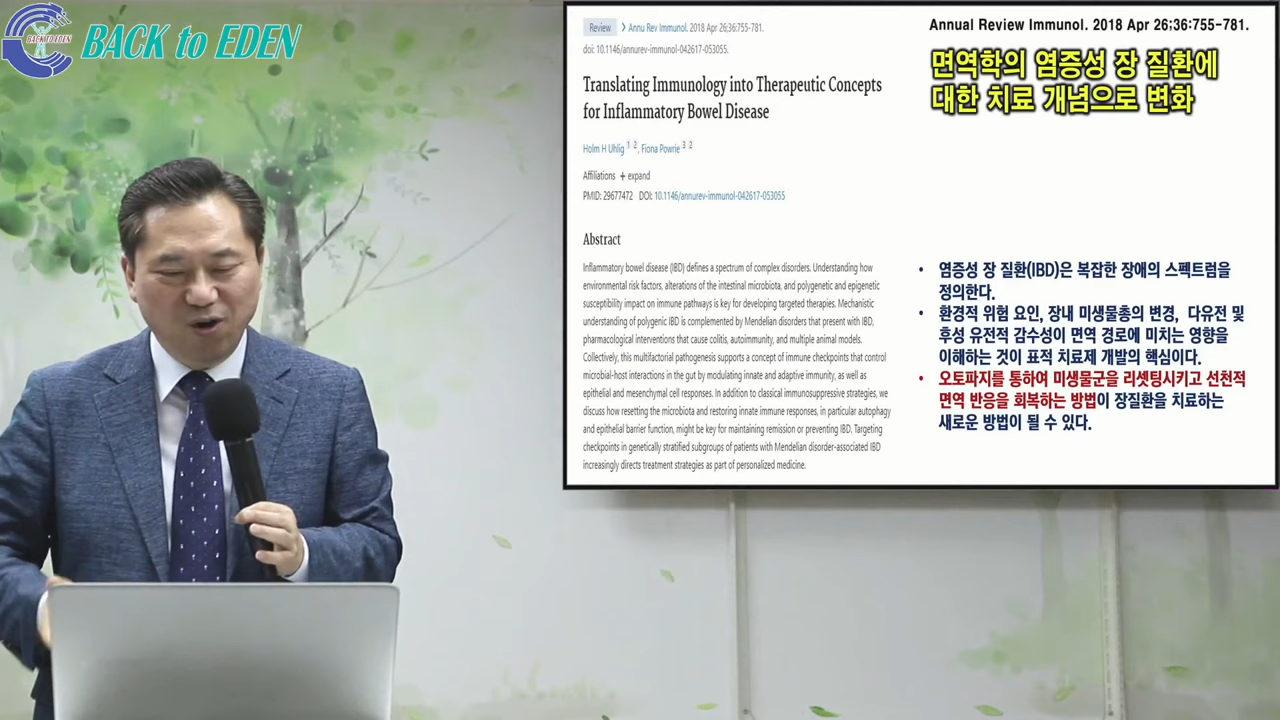 BACK TO EDEN
BACK to EDEN
Review
Annu Rev Immunol. 2018 Apr 26;36:755-781.
doi: 10.1146/annurev-immunol-042617-053055.
Translating Immunology into Therapeutic Concepts
for Inflammatory Bowel Disease
Holm H Uhlig 1 2, Fiona Powrie 3 2
Affiliations + expand
PMID: 29677472 DOI: 10.1146/annurev-immunol-042617-053055
Abstract
Inflammatory bowel disease (IBD) defines a spectrum of complex disorders. Understanding how
environmental risk factors, alterations of the intestinal microbiota, and polygenetic and epigenetic
susceptibility impact on immune pathways is key for developing targeted therapies. Mechanistic
understanding of polygenic IBD is complemented by Mendelian disorders that present with IBD,
pharmacological interventions that cause colitis, autoimmunity, and multiple animal models.
Collectively, this multifactorial pathogenesis supports a concept of immune checkpoints that control
microbial-host interactions in the gut by modulating innate and adaptive immunity, as well as
epithelial and mesenchymal cell responses. In addition to classical immunosuppressive strategies, we
discuss how resetting the microbiota and restoring innate immune responses, in particular autophagy
and epithelial barrier function, might be key for maintaining remission or preventing IBD. Targeting
checkpoints in genetically stratified subgroups of patients with Mendelian disorder-associated IBD
increasingly directs treatment strategies as part of personalized medicine.
Annual Review Immunol. 2018 Apr 26;36:755-781.
면역학의 염증성 장 질환에
대한 치료 개념으로 변화
• 염증성 장 질환(IBD)은 복잡한 장애의 스펙트럼을
정의한다.
• 환경적 위험 요인, 장내 미생물총의 변경, 다유전 및
후성 유전적 감수성이 면역 경로에 미치는 영향을
이해하는 것이 표적 치료제 개발의 핵심이다.
• 오토파지를 통하여 미생물군을 리셋팅시키고 선천적
면역 반응을 회복하는 방법이 장질환을 치료하는
새로운 방법이 될 수 있다.